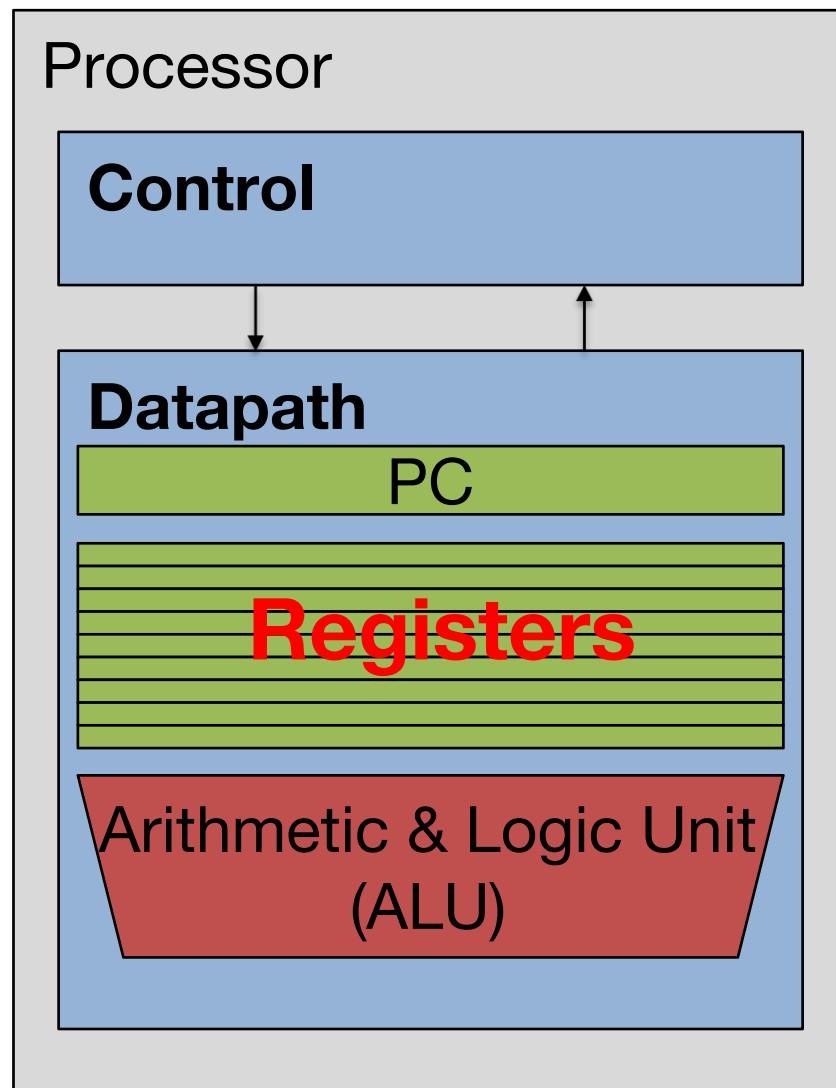 Processor
Control
Datapath
PC
Registers
Arithmetic & Logic Unit
(ALU)